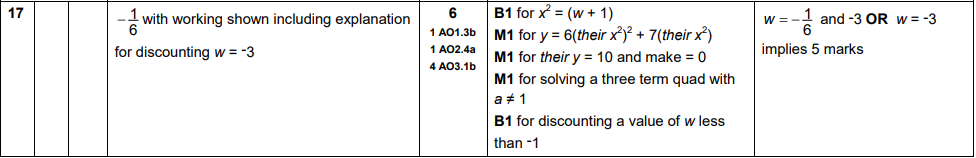 17
-1/6 with working shown including explanation
for discounting w = -3
6
1 AO1.3b
1 AO2.4a
4 AO3.1b
B1 for x² = (w + 1)
M1 for y = 6(their x²)² + 7(their x²)
M1 for their y = 10 and make = 0
M1 for solving a three term quad with
a ≠ 1
B1 for discounting a value of w less
than -1
w = -1/6 and -3 OR w = -3
implies 5 marks